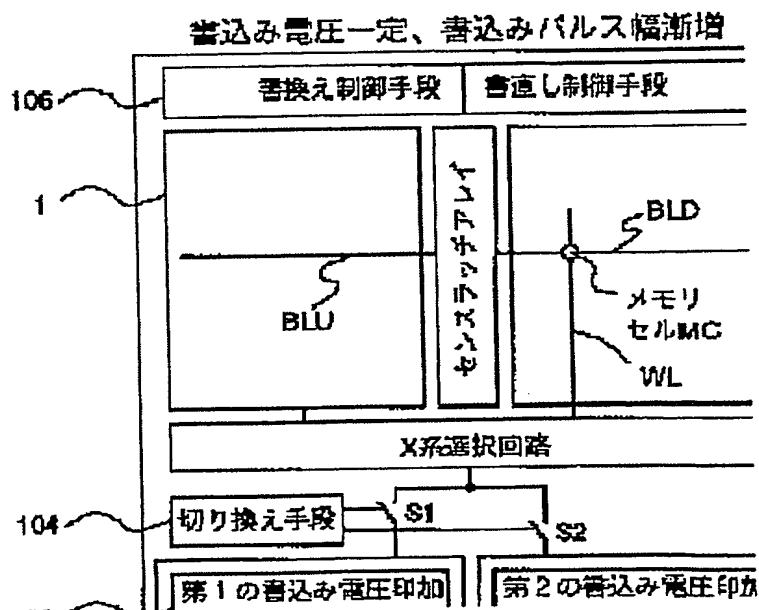 書込み電圧一定、書込みパルス幅漸増
106
書換え制御手段
書直し制御手段
1
センスラッチアレイ
BLU
BLD
メモリ
セルMC
WL
X系選択回路
104
切り換え手段
S1
S2
第1の書込み電圧印加
第2の書込み電圧印加